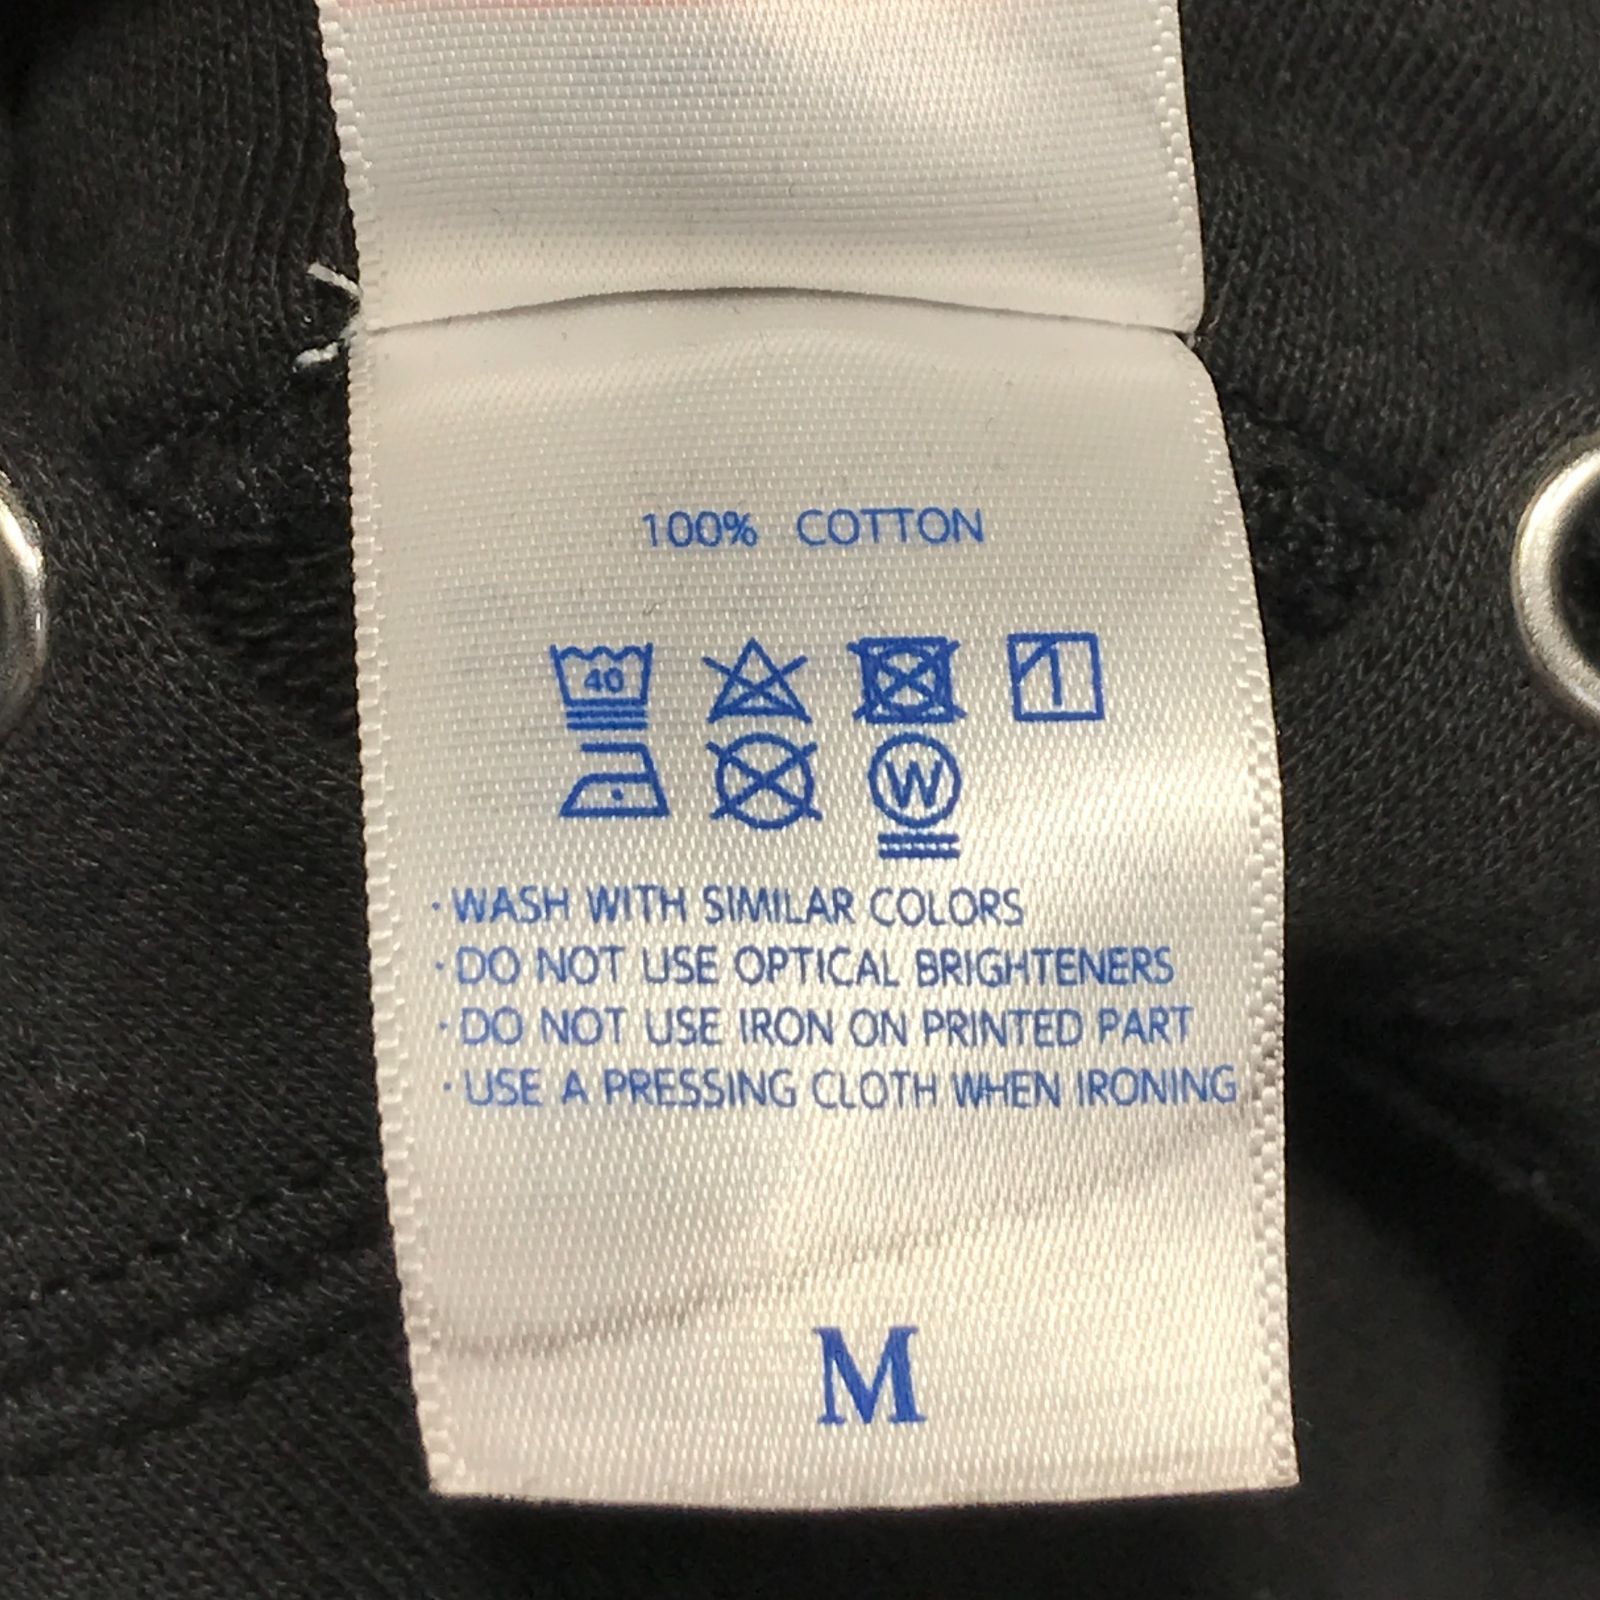 100% COTTON
40
W
· WASH WITH SIMILAR COLORS
· DO NOT USE OPTICAL BRIGHTENERS
· DO NOT USE IRON ON PRINTED PART
· USE A PRESSING CLOTH WHEN IRONING
M